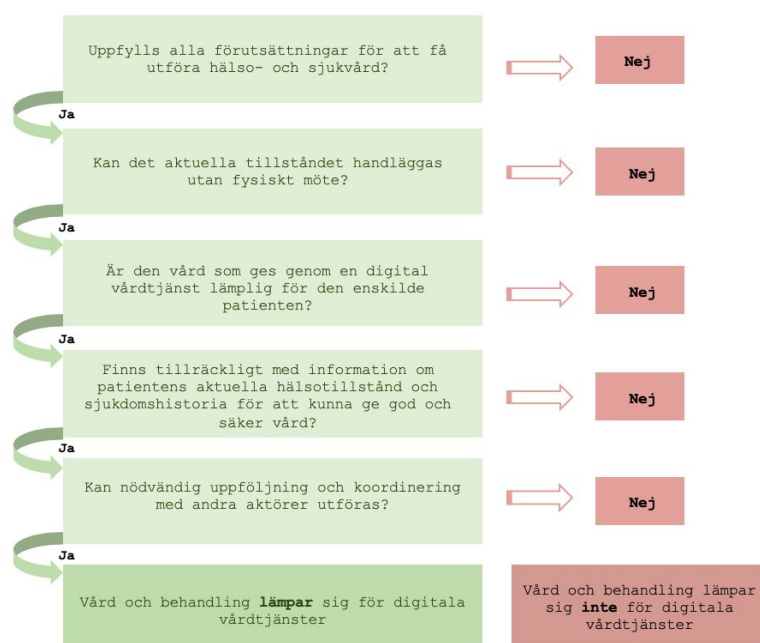 Uppfylls alla förutsättningar för att få
utföra hälso- och sjukvård?
Nej
Ja
Kan det aktuella tillståndet handläggas
utan fysiskt möte?
Nej
Ja
Är den vård som ges genom en digital
vårdtjänst lämplig för den enskilde
patienten?
Nej
Ja
Finns tillräckligt med information om
patientens aktuella hälsotillstånd och
sjukdomshistoria för att kunna ge god och
säker vård?
Nej
Ja
Kan nödvändig uppföljning och koordinering
med andra aktörer utföras?
Nej
Ja
Vård och behandling lämpar sig för digitala
vårdtjänster
Vård och behandling lämpar
sig inte för digitala
vårdtjänster